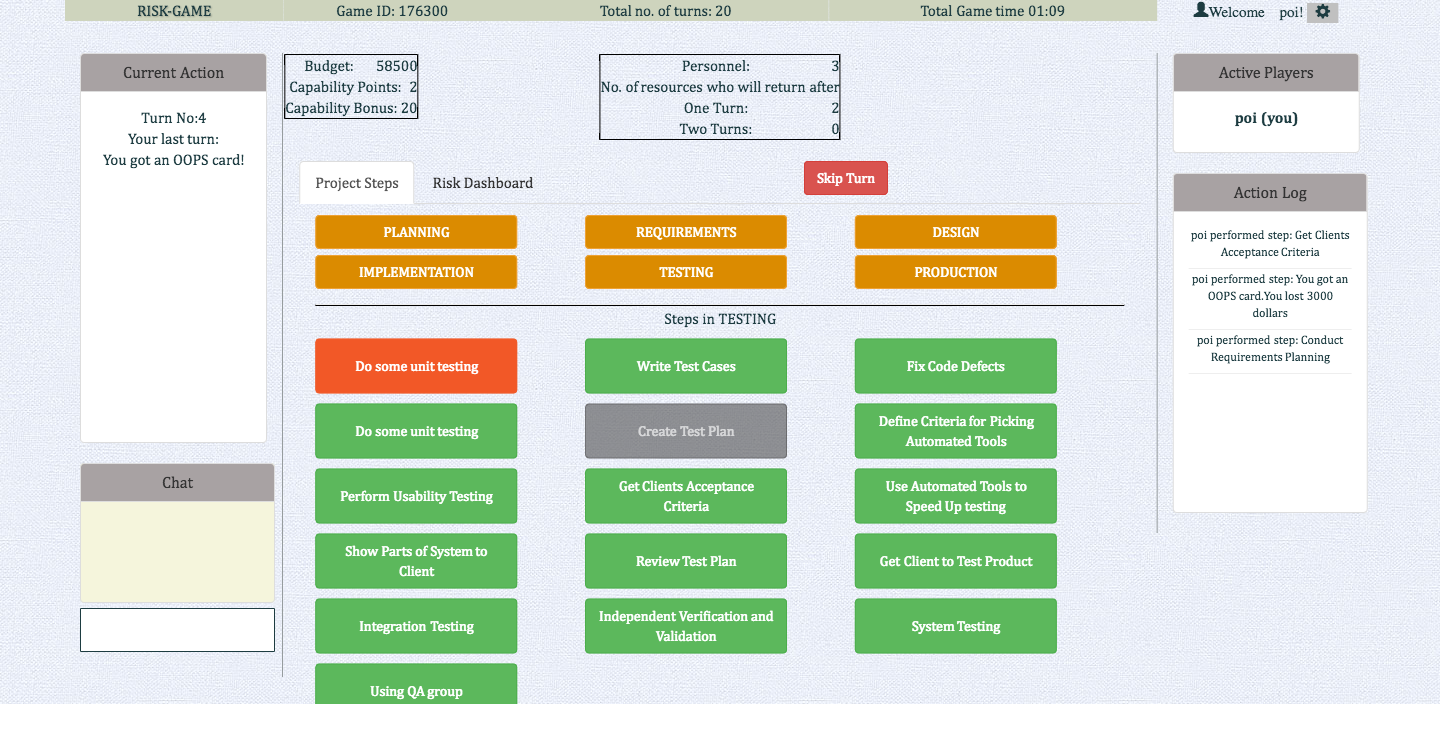 RISK-GAME Game ID: 176300 Total no. of turns: 20 Total Game time 01:09 Welcome poi!
Current Action
Turn No:4
Your last turn:
You got an OOPS card!
Chat
Budget: 58500
Capability Points: 2
Capability Bonus: 20
Personnel: 3
No. of resources who will return after
One Turn: 2
Two Turns: 0
Project Steps Risk Dashboard Skip Turn
PLANNING REQUIREMENTS DESIGN
IMPLEMENTATION TESTING PRODUCTION
Steps in TESTING
Do some unit testing Write Test Cases Fix Code Defects
Do some unit testing
Create Test Plan
Define Criteria for Picking
Automated Tools
Perform Usability Testing
Get Clients Acceptance
Criteria
Use Automated Tools to
Speed Up testing
Show Parts of System to
Client
Review Test Plan
Get Client to Test Product
Integration Testing
Independent Verification and
Validation
System Testing
Using QA group
Active Players
poi (you)
Action Log
poi performed step: Get Clients
Acceptance Criteria
poi performed step: You got an
OOPS card.You lost 3000
dollars
poi performed step: Conduct
Requirements Planning